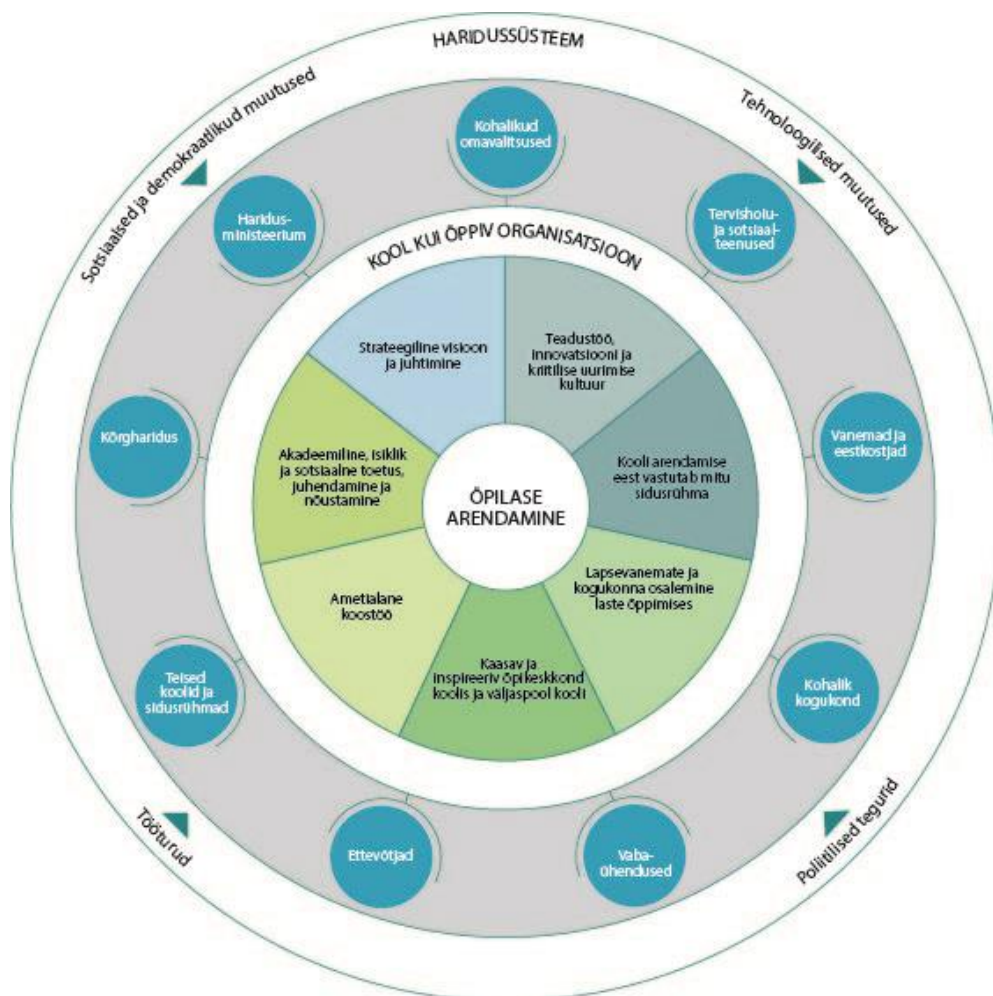 HARIDUSSÜSTEEM
Sotsiaalsed ja demokraatlikud muutused
Tehnoloogilised muutused
Kohalikud
omavalitsused
Haridus-
ministeerium
Tervishoiu-
ja sotsiaal-
teenused
KOOL KUI ÕPPIV ORGANISATSIOON
Strateegiline visioon
ja juhtimine
Teadustöö,
innovatsiooni ja
kriitilise uurimise
kultuur
Kõrgharidus
Vanemad ja
eestkostjad
Akadeemiline, isiklik
ja sotsiaalne toetus,
juhendamine ja
nõustamine
Kooli arendamise
eest vastutab mitu
sidusrühma
ÕPILASE
ARENDAMINE
Ametialane
koostöö
Lapsevanemate ja
kogukonna osalemine
laste õppimises
Kaasav ja
inspireeriv õpikeskkond
koolis ja väljaspool kooli
Teised
koolid ja
sidusrühmad
Kohalik
kogukond
Ettevõtjad
Vaba-
ühendused
Tööturud
Poliitilised tegurid